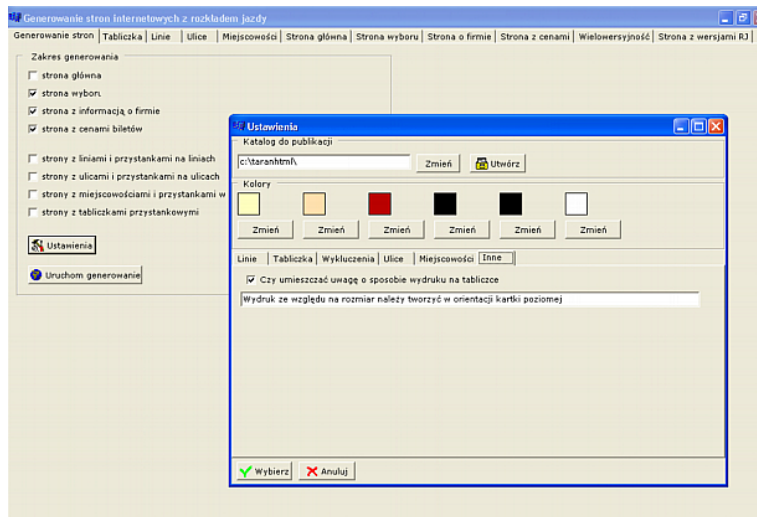 Generowanie stron internetowych z rozkładem jazdy
Generowanie stron Tabliczka Linie Ulice Miejscowości Strona główna Strona wyboru Strona o firmie Strona z cenami Wielowersyjność Strona z wersjami RJ
Zakres generowania
strona główna
strona wyboru
strona z informacją o firmie
strona z cenami biletów
strony z liniami i przystankami na liniach
strony z ulicami i przystankami na ulicach
strony z miejscowościami i przystankami w
strony z tabliczkami przystankowymi
Ustawienia
Uruchom generowanie
Ustawienia
Katalog do publikacji
c:\taranhtml\ Zmień Utwórz
Kolory
Zmień Zmień Zmień Zmień Zmień Zmień
Linie Tabliczka Wykluczenia Ulice Miejscowości Inne
Czy umieszczać uwagę o sposobie wydruku na tabliczce
Wydruk ze względu na rozmiar należy tworzyć w orientacji kartki poziomej
Wybierz Anuluj